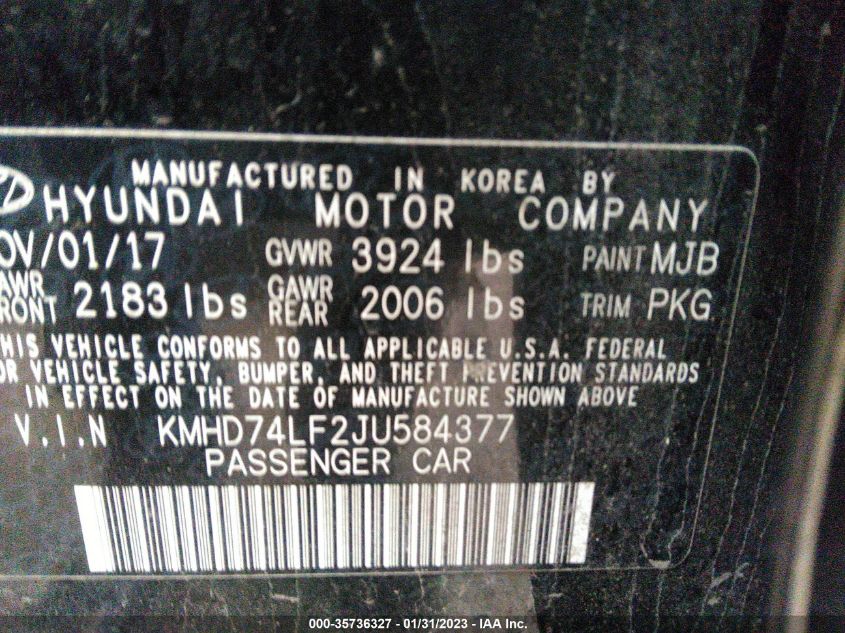 MANUFACTURED IN KOREA BY
HYUNDAI MOTOR COMPANY
OV/01/17 GVWR 3924 lbs PAINT MJB
AWR FRONT 2183 lbs GAWR REAR 2006 lbs TRIM PKG
HIS VEHICLE CONFORMS TO ALL APPLICABLE U.S.A. FEDERAL
OR VEHICLE SAFETY, BUMPER, AND THEFT PREVENTION STANDARDS
IN EFFECT ON THE DATE OF MANUFACTURE SHOWN ABOVE
V.I.N KMHD74LF2JU584377
PASSENGER CAR
000-35736327 - 01/31/2023 - IAA Inc.